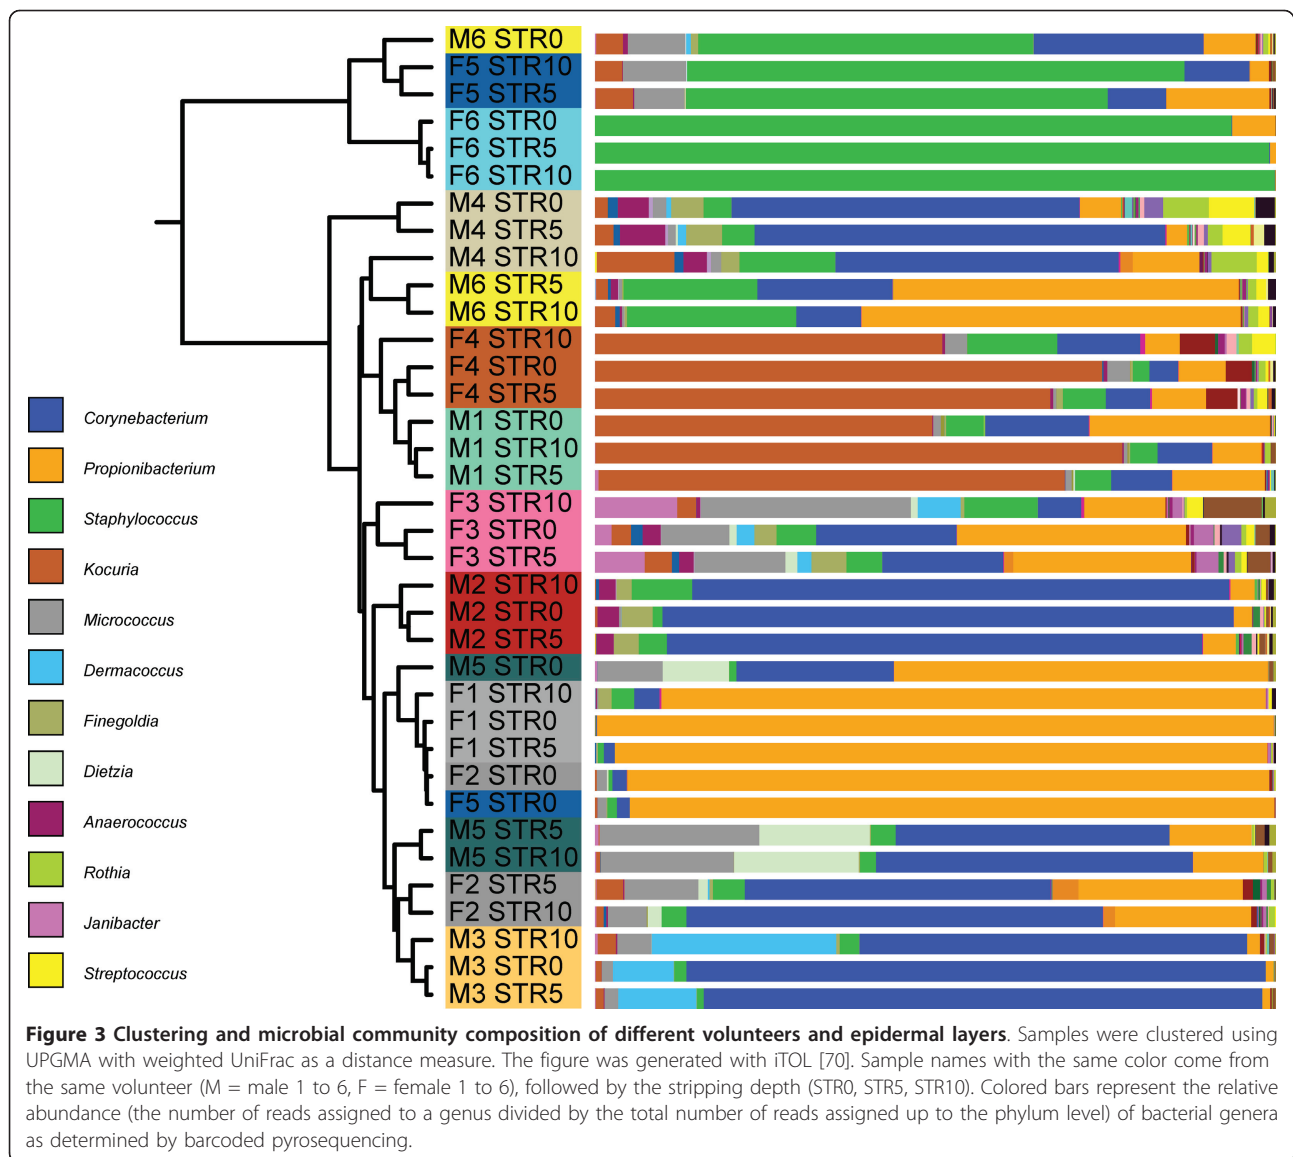 M6 STR0
F5 STR10
F5 STR5
F6 STR0
F6 STR5
F6 STR10
M4 STR0
M4 STR5
M4 STR10
M6 STR5
M6 STR10
F4 STR10
F4 STR0
F4 STR5
M1 STR0
M1 STR10
M1 STR5
F3 STR10
F3 STR0
F3 STR5
M2 STR10
M2 STR0
M2 STR5
M5 STR0
F1 STR10
F1 STR0
F1 STR5
F2 STR0
F5 STR0
M5 STR5
M5 STR10
F2 STR5
F2 STR10
M3 STR10
M3 STR0
M3 STR5
Corynebacterium
Propionibacterium
Staphylococcus
Kocuria
Micrococcus
Dermacoccus
Finegoldia
Dietzia
Anaerococcus
Rothia
Janibacter
Streptococcus
Figure 3 Clustering and microbial community composition of different volunteers and epidermal layers. Samples were clustered using
UPGMA with weighted UniFrac as a distance measure. The figure was generated with iTOL [70]. Sample names with the same color come from
the same volunteer (M = male 1 to 6, F = female 1 to 6), followed by the stripping depth (STR0, STR5, STR10). Colored bars represent the relative
abundance (the number of reads assigned to a genus divided by the total number of reads assigned up to the phylum level) of bacterial genera
as determined by barcoded pyrosequencing.